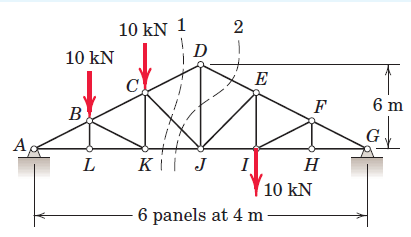 10 kN 1 2
10 kN D
C E
B F 6 m
A G
L K J I H
10 kN
6 panels at 4 m